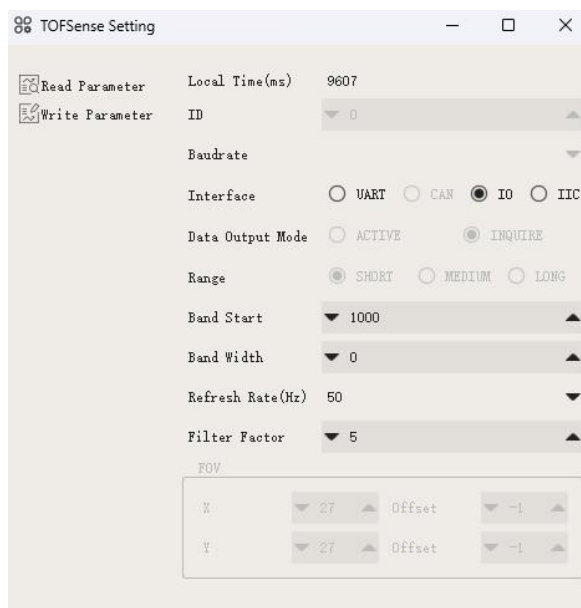 TOFSense Setting
Read Parameter
Write Parameter
Local Time(ms) 9607
ID 0
Baudrate
Interface UART CAN IO IIC
Data Output Mode ACTIVE INQUIRE
Range SHORT MEDIUM LONG
Band Start 1000
Band Width 0
Refresh Rate(Hz) 50
Filter Factor 5
FOV
X 27 Offset -1
Y 27 Offset -1